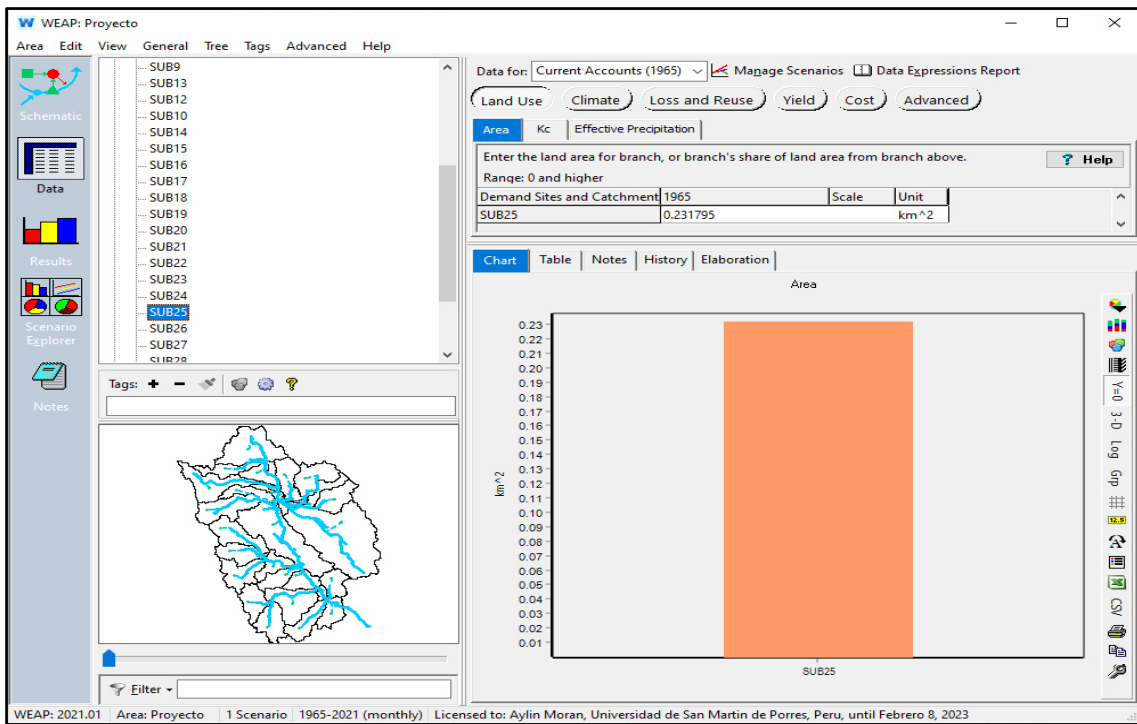 WEAP: Proyecto
Area Edit View General Tree Tags Advanced Help
Schematic
Data
Results
Scenario
Explorer
Notes
SUB9
SUB13
SUB12
SUB10
SUB14
SUB15
SUB16
SUB17
SUB18
SUB19
SUB20
SUB21
SUB22
SUB23
SUB24
SUB25
SUB26
SUB27
SUB28
Tags:
Filter
Data for: Current Accounts (1965) Manage Scenarios Data Expressions Report
Land Use Climate Loss and Reuse Yield Cost Advanced
Area Kc Effective Precipitation
Enter the land area for branch, or branch's share of land area from branch above.
Help
Range: 0 and higher
Demand Sites and Catchment 1965 Scale Unit
SUB25 0.231795 km^2
Chart Table Notes History Elaboration
Area
0.23
0.22
0.21
0.20
0.19
0.18
0.17
0.16
0.15
0.14
0.13
0.12
0.11
0.10
0.09
0.08
0.07
0.06
0.05
0.04
0.03
0.02
0.01
km^2
SUB25
Y=0
3-D
Log
Grp
12.5
CSV
WEAP: 2021.01 Area: Proyecto 1 Scenario 1965-2021 (monthly) Licensed to: Aylin Moran, Universidad de San Martin de Porres, Peru, until Febrero 8, 2023